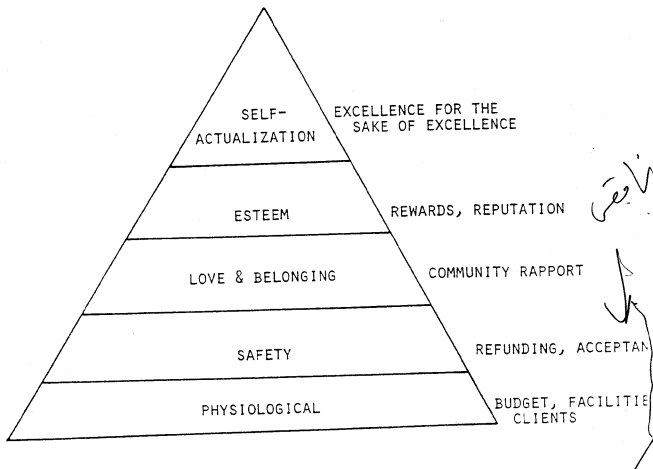 SELF-
ACTUALIZATION
EXCELLENCE FOR THE
SAKE OF EXCELLENCE
ESTEEM
REWARDS, REPUTATION
LOVE & BELONGING
COMMUNITY RAPPORT
SAFETY
REFUNDING, ACCEPTAN
PHYSIOLOGICAL
BUDGET, FACILITIE
CLIENTS